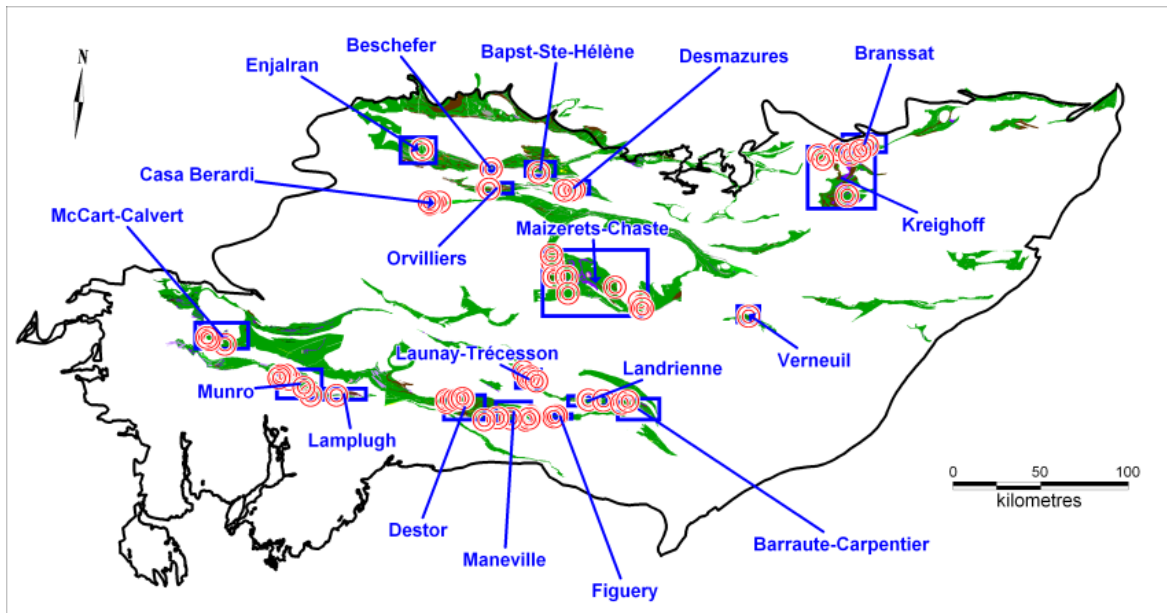 N
Beschefer
Bapst-Ste-Hélène
Branssat
Desmazures
Enjalran
Casa Berardi
McCart-Calvert
Kreighoff
Maizerets-Chaste
Orvilliers
Launay-Trécesson
Verneuil
Landrienne
Munro
Lamplugh
0 50 100
kilometres
Destor
Barraute-Carpentier
Maneville
Figuery